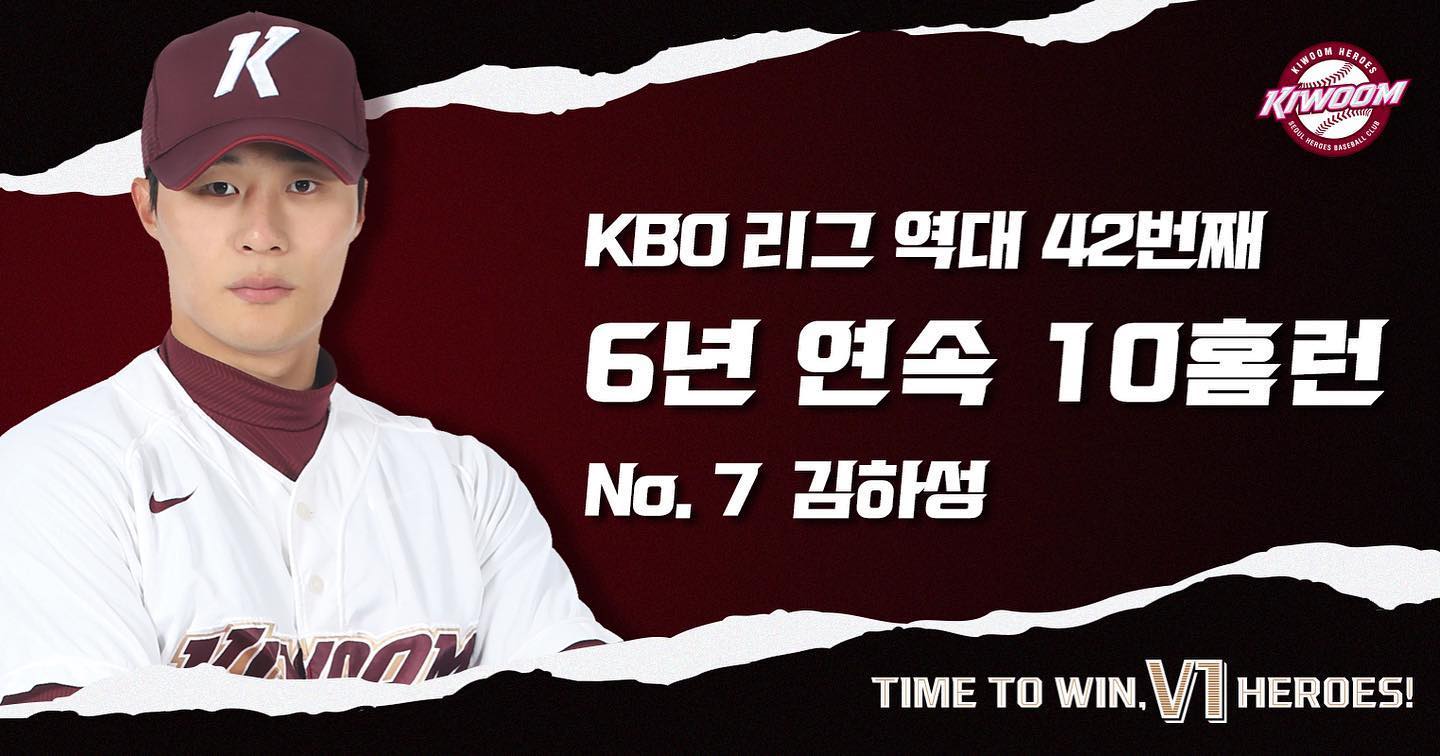 K
KIWOOM HEROES
KIWOOM
SEOUL HEROES BASEBALL CLUB
KBO 리그 역대 42번째
6년 연속 10홈런
No. 7 김하성
KIWOOM
TIME TO WIN, V1 HEROES!